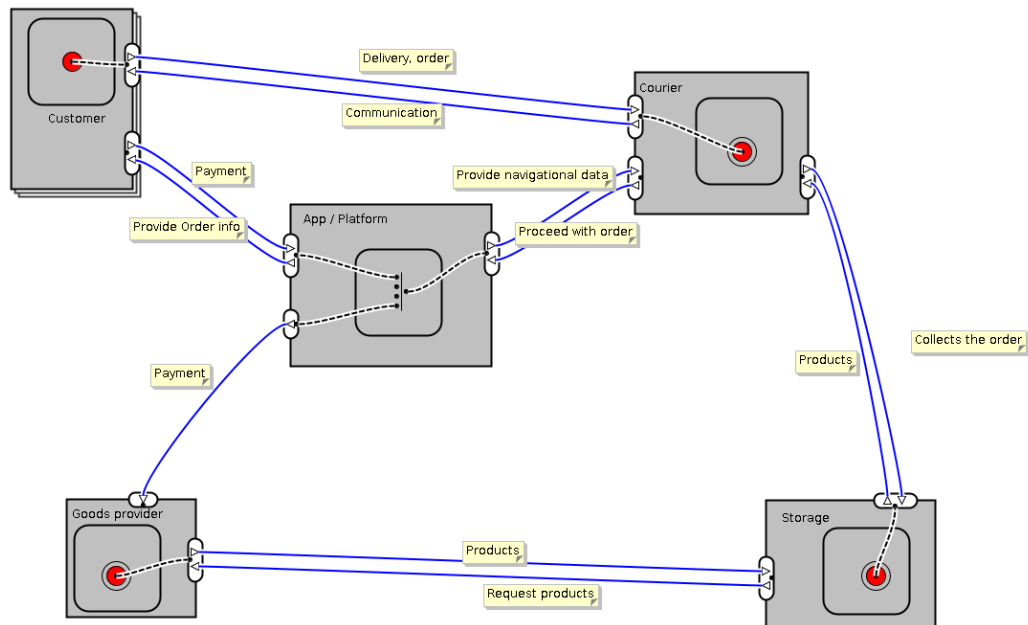 Delivery, order
Courier
Customer
Communication
Payment
Provide navigational data
Provide Order info
App / Platform
Proceed with order
Collects the order
Products
Payment
Goods provider
Storage
Products
Request products